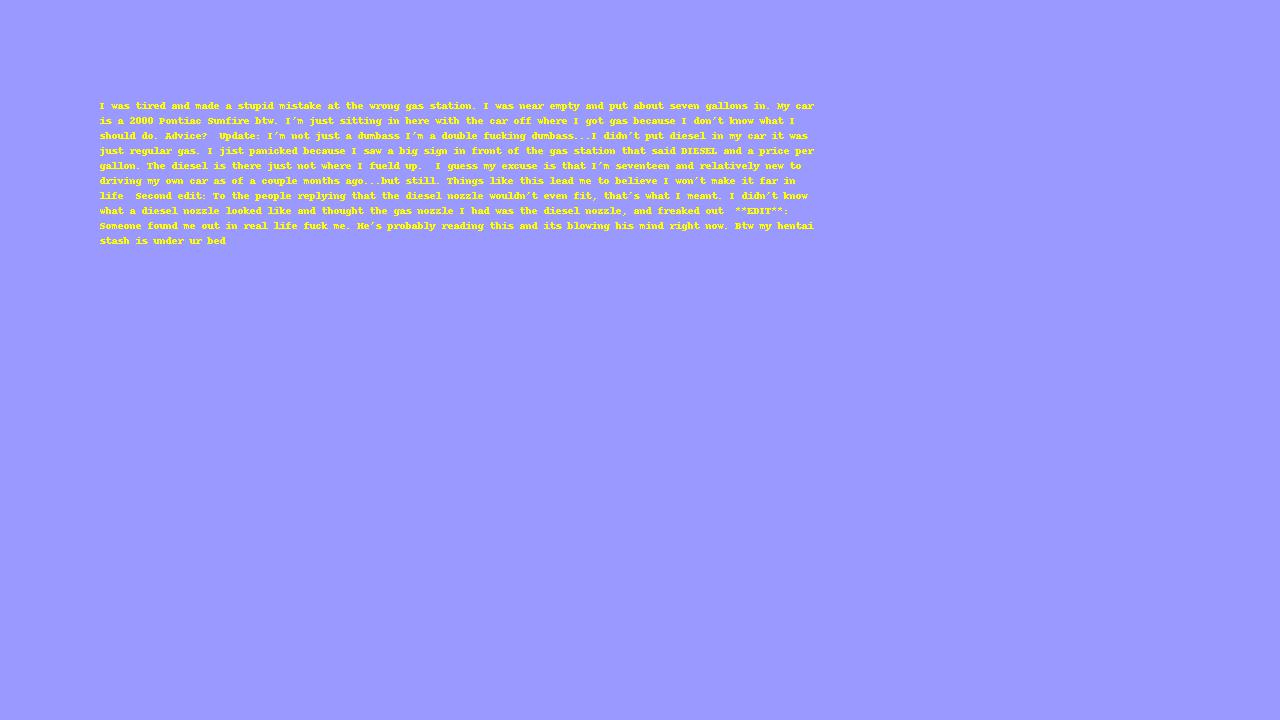 I was tired and made a stupid mistake at the wrong gas station. I was near empty and put about seven gallons in. My car
is a 2000 Pontiac Sunfire btw. I'm just sitting in here with the car off where I got gas because I don't know what I
should do. Advice?  Update: I'm not just a dumbass I'm a double fucking dumbass...I didn't put diesel in my car it was
just regular gas. I jist panicked because I saw a big sign in front of the gas station that said DIESEL and a price per
gallon. The diesel is there just not where I fueld up.  I guess my excuse is that I'm seventeen and relatively new to
driving my own car as of a couple months ago...but still. Things like this lead me to believe I won't make it far in
life  Second edit: To the people replying that the diesel nozzle wouldn't even fit, that's what I meant. I didn't know
what a diesel nozzle looked like and thought the gas nozzle I had was the diesel nozzle, and freaked out  **EDIT**:
Someone found me out in real life fuck me. He's probably reading this and its blowing his mind right now. Btw my hentai
stash is under ur bed